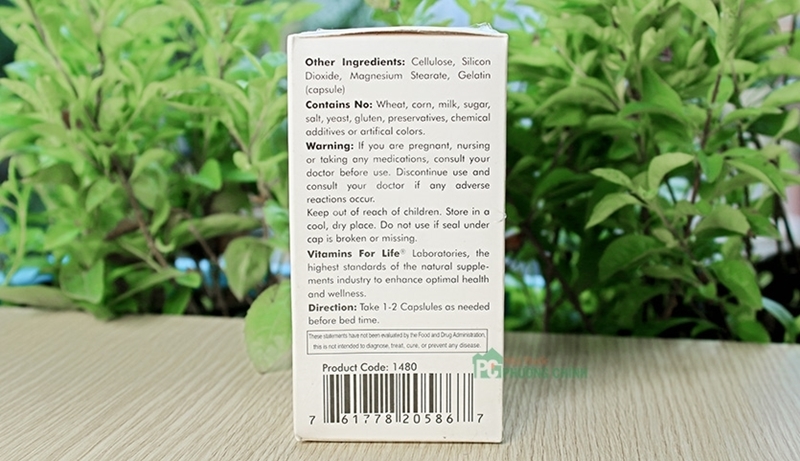 Other Ingredients: Cellulose, Silicon
Dioxide, Magnesium Stearate, Gelatin
(capsule)
Contains No: Wheat, corn, milk, sugar,
salt, yeast, gluten, preservatives, chemical
additives or artifical colors.
Warning: If you are pregnant, nursing
or taking any medications, consult your
doctor before use. Discontinue use and
consult your doctor if any adverse
reactions occur.
Keep out of reach of children. Store in a
cool, dry place. Do not use if seal under
cap is broken or missing.
Vitamins For Life® Laboratories, the
highest standards of the natural supple-
ments industry to enhance optimal health
and wellness.
Direction: Take 1-2 Capslules as needed
before bed time.
These statements have not been evaluated by the Food and Drug Administration,
this is not intended to diagnose, treat, cure, or prevent any disease.
Product Code: 1480
PC
7 61778 20586 7